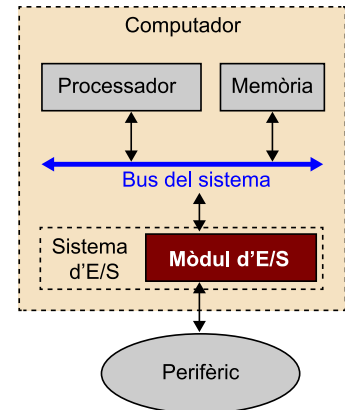 Computador
Processador
Memòria
Bus del sistema
Sistema
d'E/S
Mòdul d'E/S
Perifèric